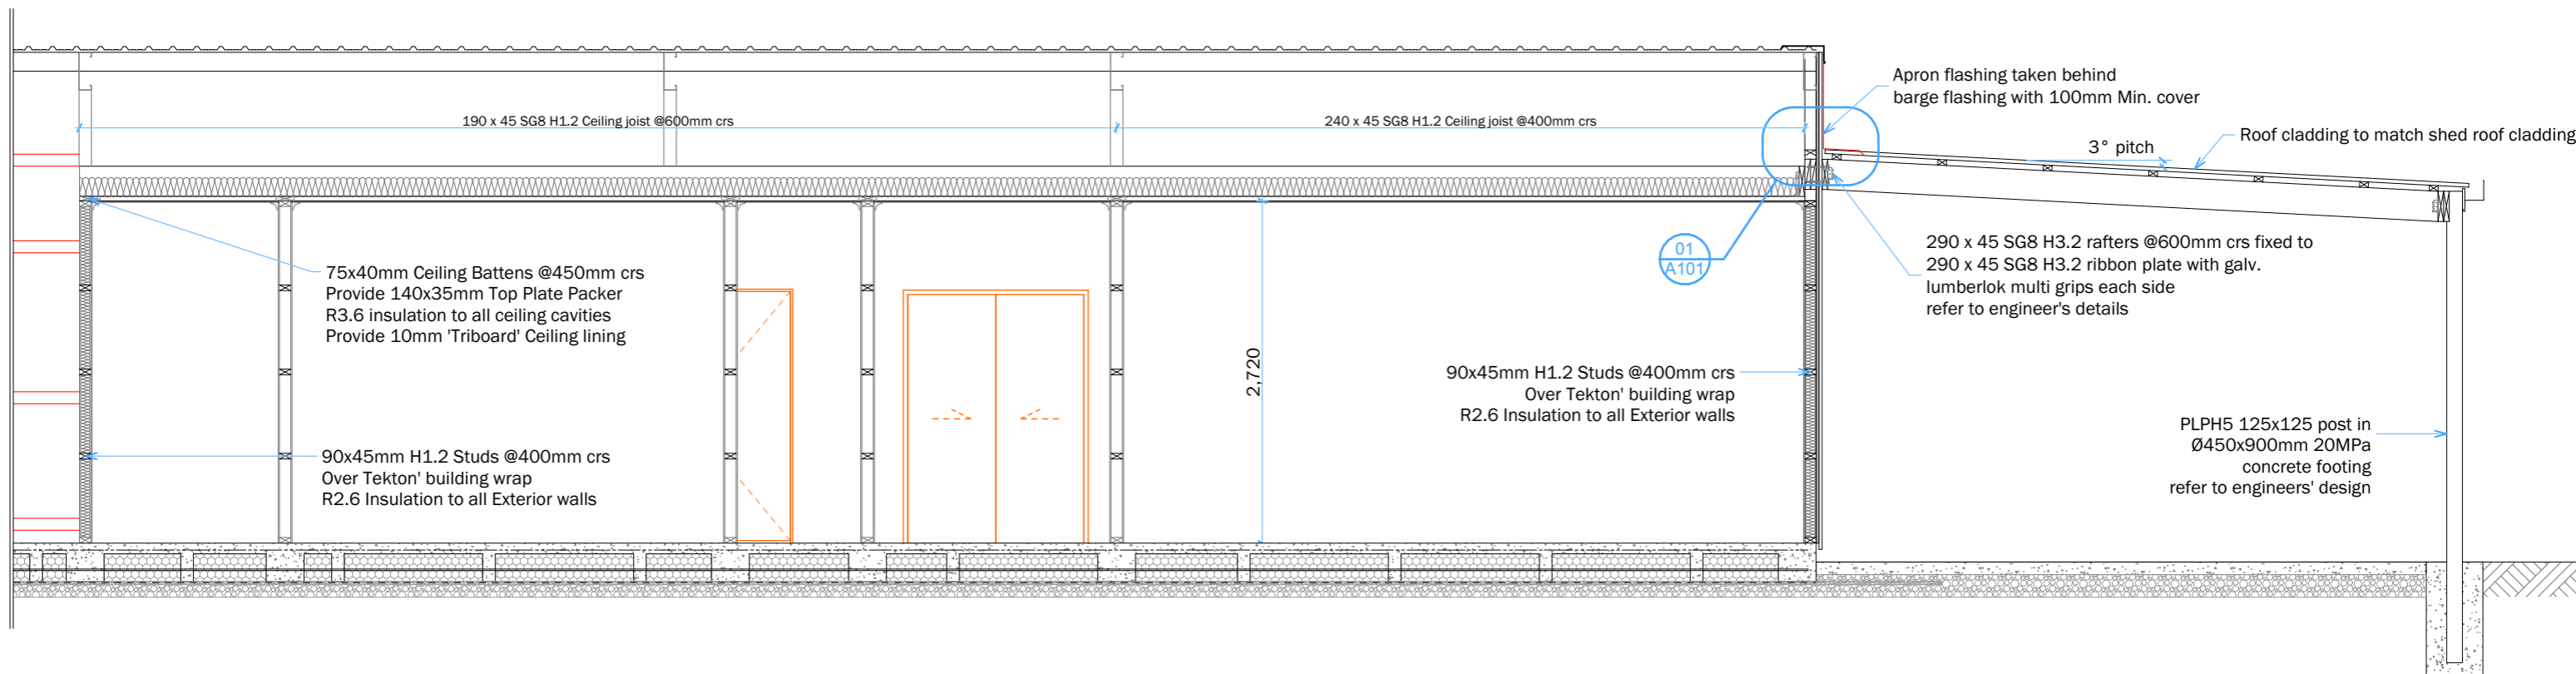 Apron flashing taken behind
barge flashing with 100mm Min. cover
190 x 45 SG8 H1.2 Ceiling joist @600mm crs
240 x 45 SG8 H1.2 Ceiling joist @400mm crs
Roof cladding to match shed roof cladding
3° pitch
01
A101
290 x 45 SG8 H3.2 rafters @600mm crs fixed to
290 x 45 SG8 H3.2 ribbon plate with galv.
lumberlok multi grips each side
refer to engineer's details
75x40mm Ceiling Battens @450mm crs
Provide 140x35mm Top Plate Packer
R3.6 insulation to all ceiling cavities
Provide 10mm 'Triboard' Ceiling lining
2,720
90x45mm H1.2 Studs @400mm crs
Over Tekton' building wrap
R2.6 Insulation to all Exterior walls
90x45mm H1.2 Studs @400mm crs
Over Tekton' building wrap
R2.6 Insulation to all Exterior walls
PLPH5 125x125 post in
Ø450x900mm 20MPa
concrete footing
refer to engineers' design